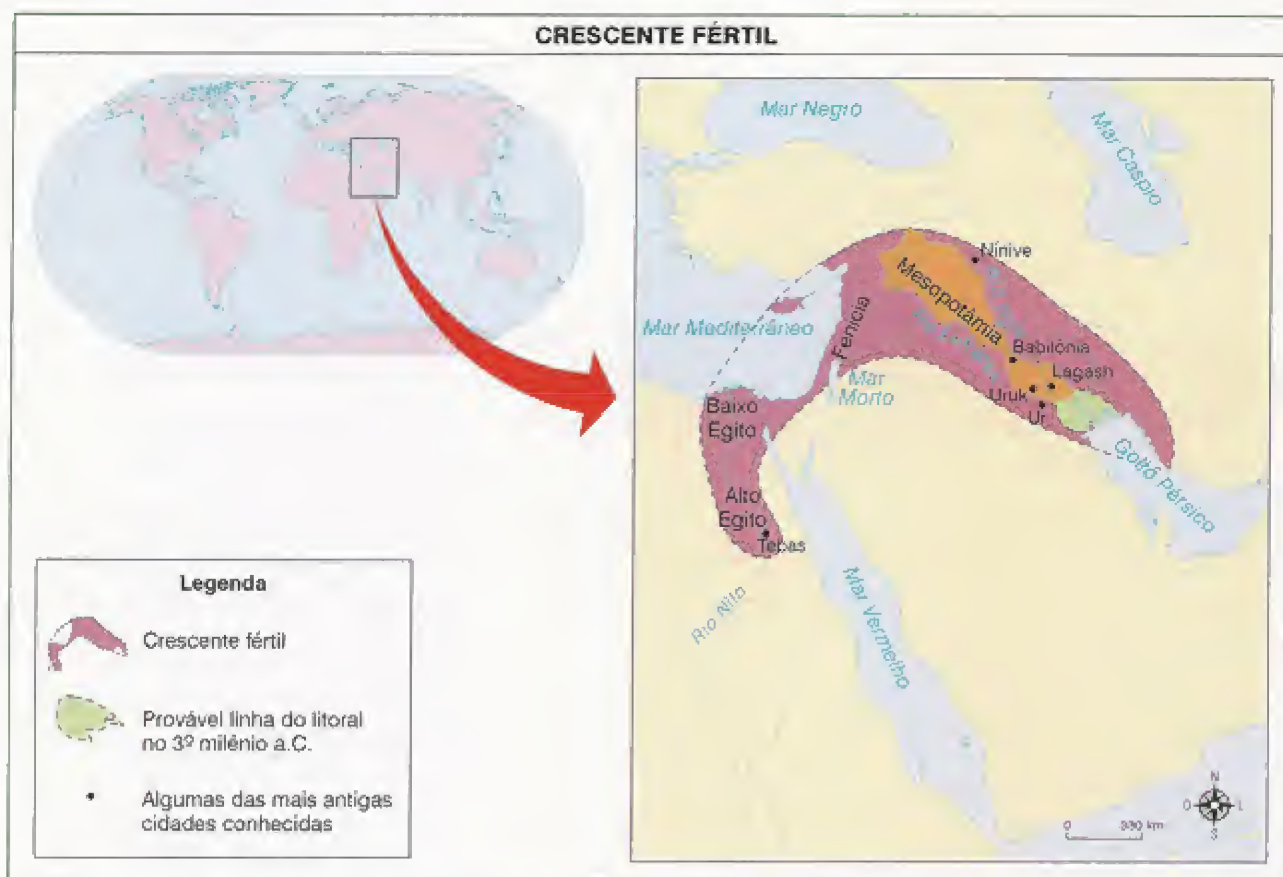 CRESCENTE FÉRTIL
Mar Negro
Mar Caspio
Nínive
Mesopotâmia
Mar Mediterrâneo
Fenícia
Babilônia
Lagash
Mar
Morto
Uruk
Ur
Baixo
Egito
Golfo Pérsico
Alto
Egito
Tebas
Rio Nilo
Mar Vermelho
Legenda
Crescente fértil
Provável linha do litoral
no 3º milênio a.C.
Algumas das mais antigas
cidades conhecidas
N
O
L
S
0
km